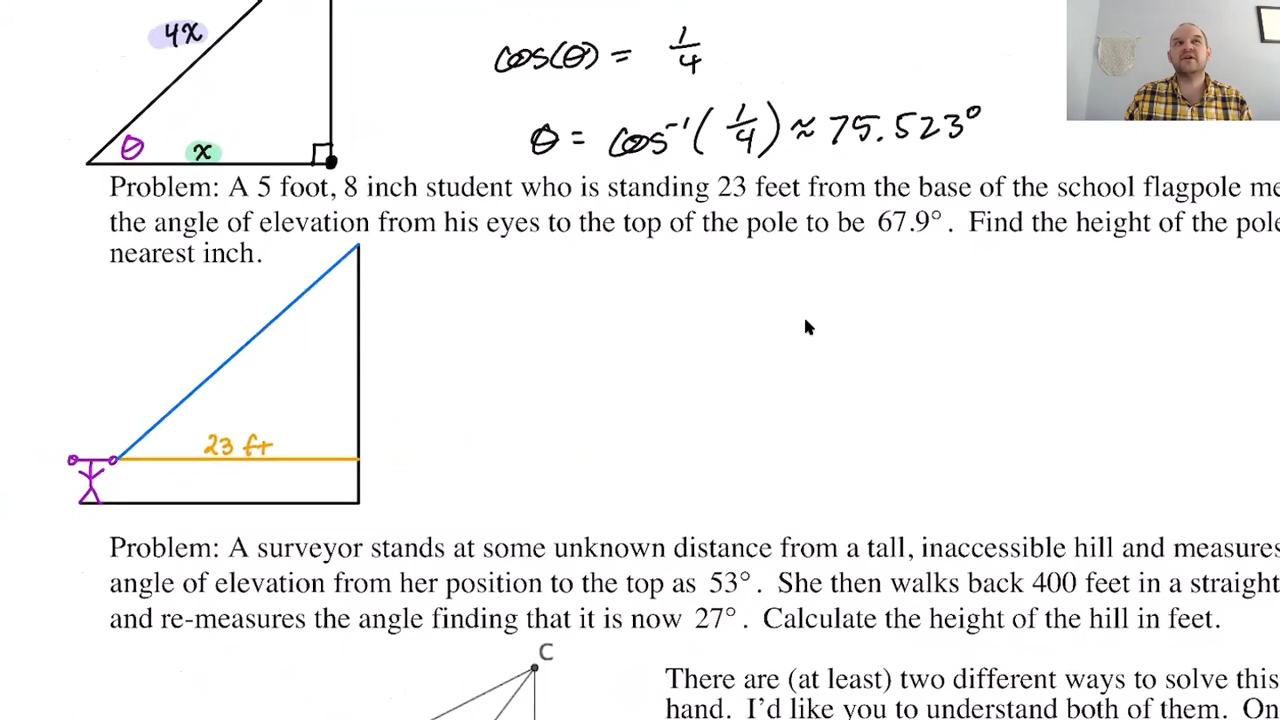 4x
cos(θ) = 1/4
θ = cos⁻¹(1/4) ≈ 75.523°
θ
x
Problem: A 5 foot, 8 inch student who is standing 23 feet from the base of the school flagpole me
the angle of elevation from his eyes to the top of the pole to be 67.9°. Find the height of the pole
nearest inch.
23 ft
Problem: A surveyor stands at some unknown distance from a tall, inaccessible hill and measures
angle of elevation from her position to the top as 53°. She then walks back 400 feet in a straight
and re-measures the angle finding that it is now 27°. Calculate the height of the hill in feet.
C
There are (at least) two different ways to solve this
hand. I'd like you to understand both of them. On